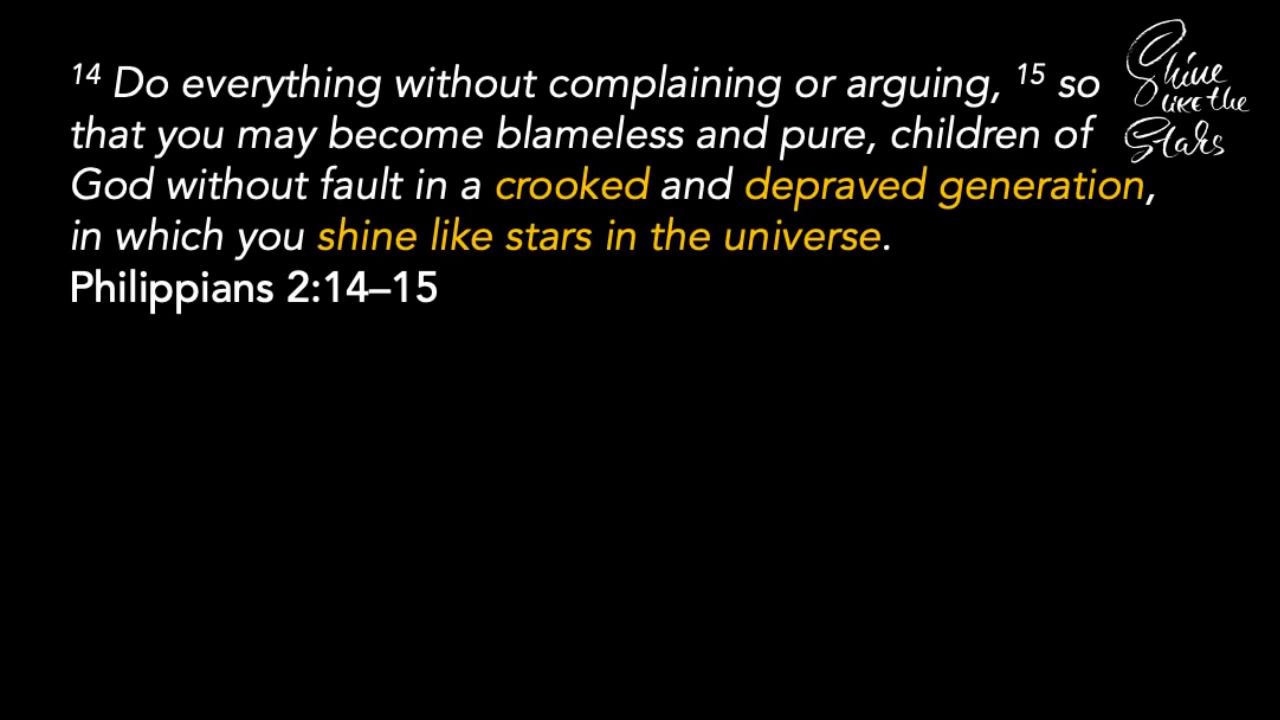 14 Do everything without complaining or arguing, 15 so
that you may become blameless and pure, children of
God without fault in a crooked and depraved generation,
in which you shine like stars in the universe.
Philippians 2:14–15
Shine
LIKE the
Stars